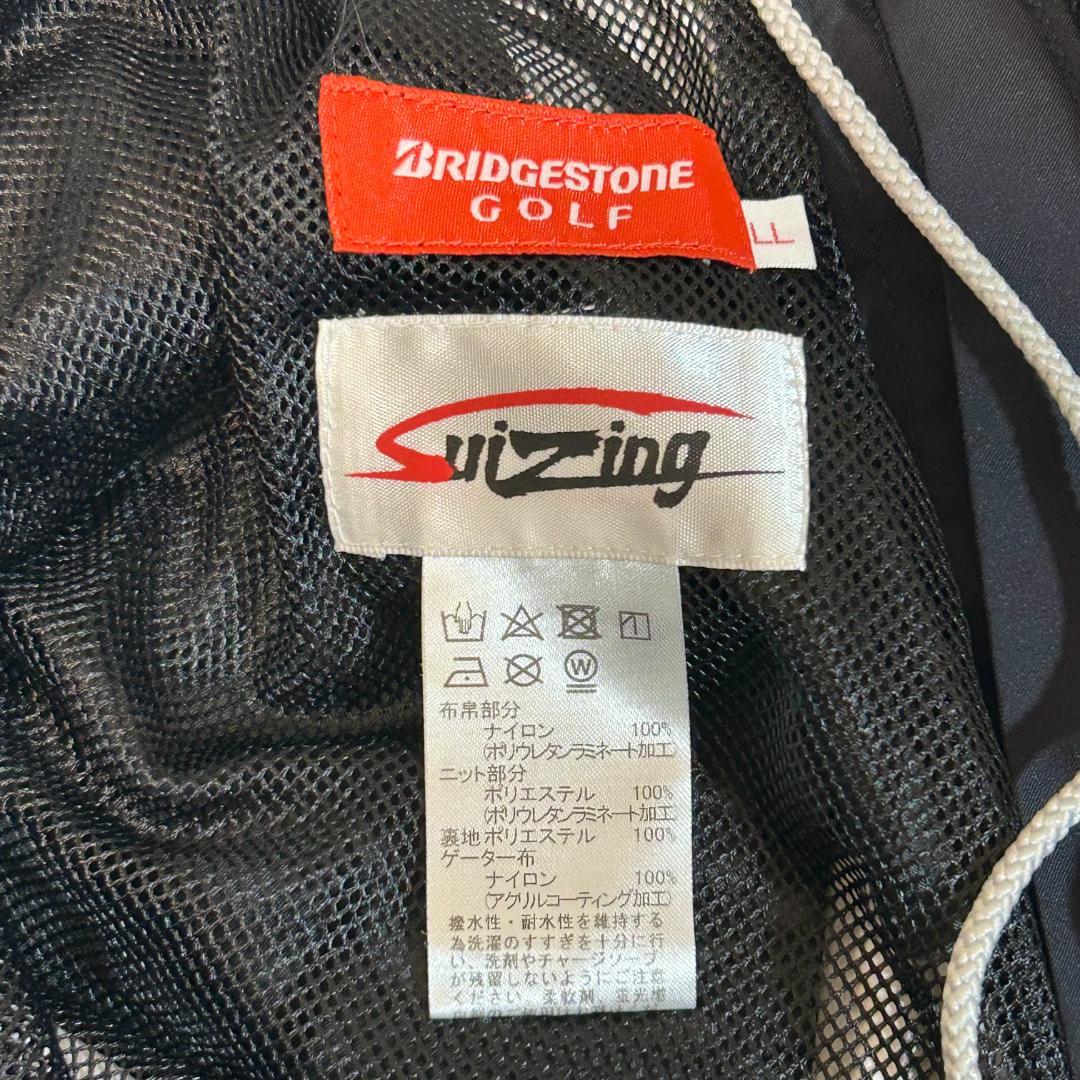 BRIDGESTONE
GOLF
LL
Suizing
W
布帛部分
ナイロン 100%
(ポリウレタンラミネート加工)
ニット部分
ポリエステル 100%
(ポリウレタンラミネート加工)
裏地 ポリエステル 100%
ゲーター布
ナイロン 100%
(アクリルコーティング加工)
撥水性・耐水性を維持する
為洗濯のすすぎを十分に行
い、洗剤やチャージソープ
が残留しないようにご注意
ください。柔軟剤、蛍光増